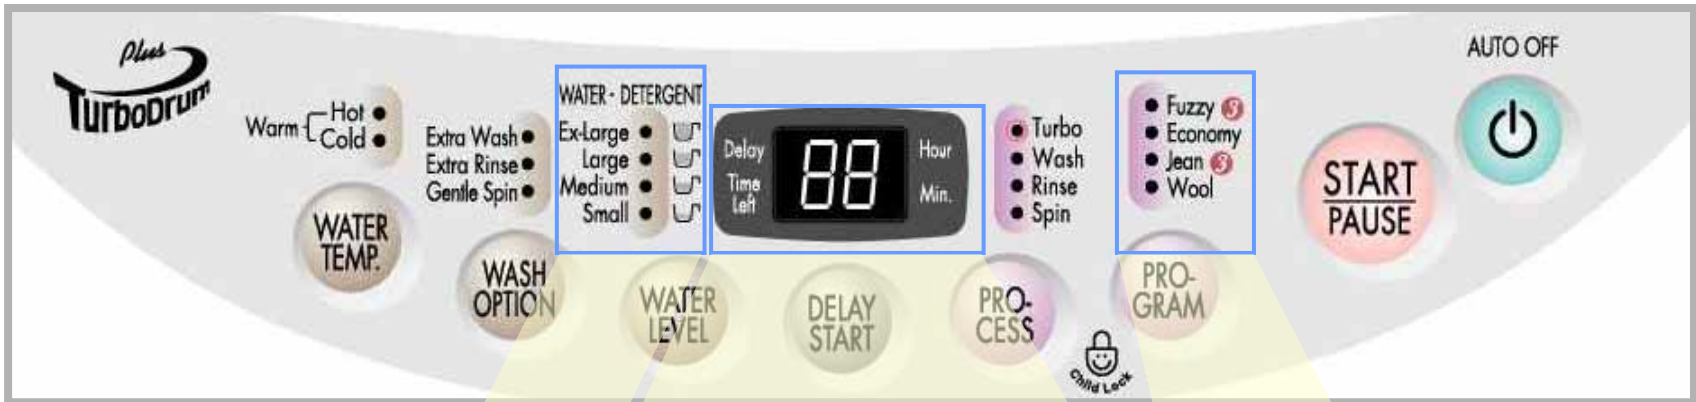 Plus
TurboDrum
Warm
Hot
Cold
WATER
TEMP.
Extra Wash
Extra Rinse
Gentle Spin
WASH
OPTION
WATER - DETERGENT
Ex-Large
Large
Medium
Small
WATER
LEVEL
Delay
Time
Left
88
Hour
Min.
DELAY
START
Turbo
Wash
Rinse
Spin
PRO-
CESS
Child Lock
Fuzzy 3
Economy
Jean 3
Wool
PRO-
GRAM
START
PAUSE
AUTO OFF